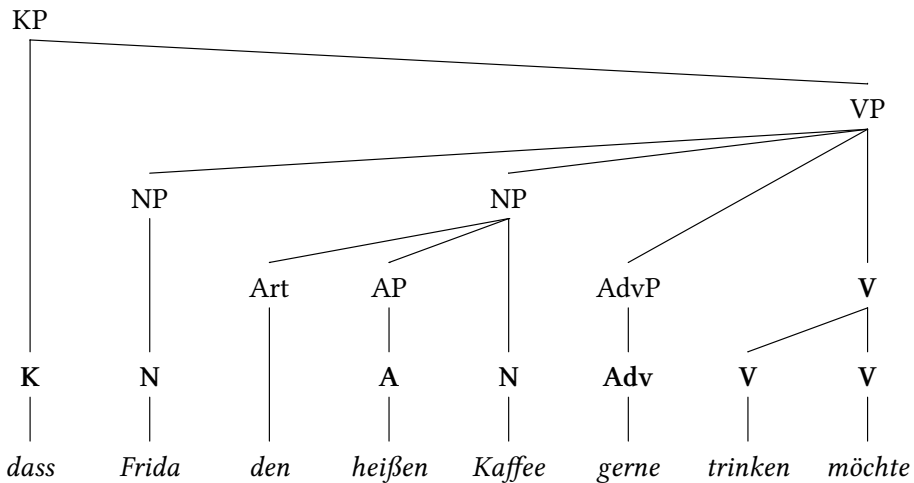 KP
VP
NP NP
Art AP AdvP V
K N A N Adv V V
dass Frida den heißen Kaffee gerne trinken möchte